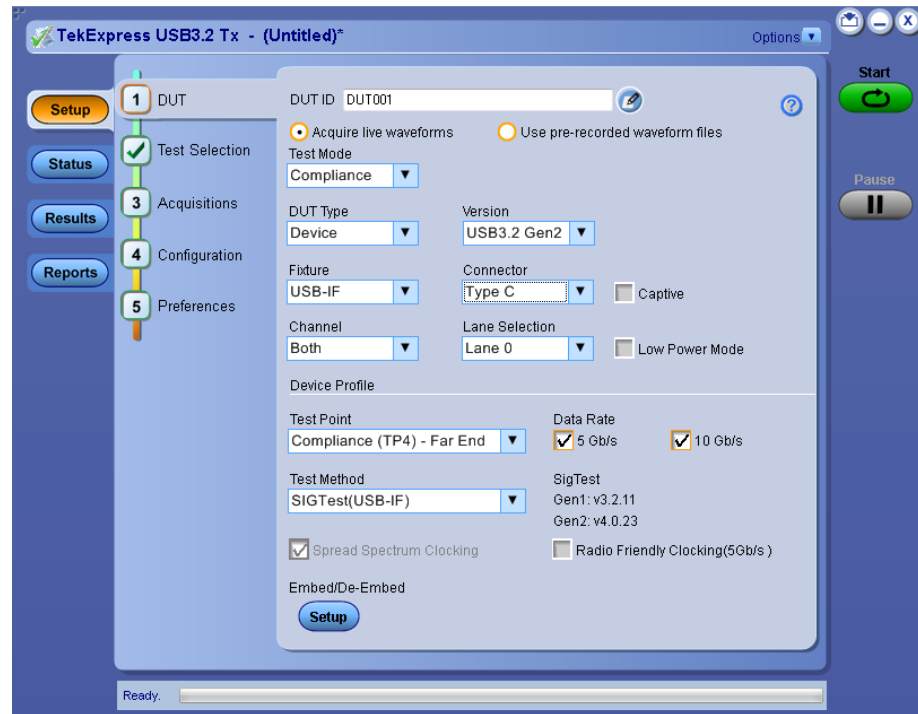 TekExpress USB3.2 Tx - (Untitled)*
Options
Setup
Status
Results
Reports
1 DUT
Test Selection
3 Acquisitions
4 Configuration
5 Preferences
DUT ID DUT001
Acquire live waveforms
Use pre-recorded waveform files
Test Mode
Compliance
DUT Type
Version
Device
USB3.2 Gen2
Fixture
Connector
USB-IF
Type C
Captive
Channel
Lane Selection
Both
Lane 0
Low Power Mode
Device Profile
Test Point
Data Rate
Compliance (TP4) - Far End
5 Gb/s
10 Gb/s
Test Method
SigTest
SIGTest(USB-IF)
Gen1: v3.2.11
Gen2: v4.0.23
Spread Spectrum Clocking
Radio Friendly Clocking(5Gb/s )
Embed/De-Embed
Setup
Start
Pause
Ready.